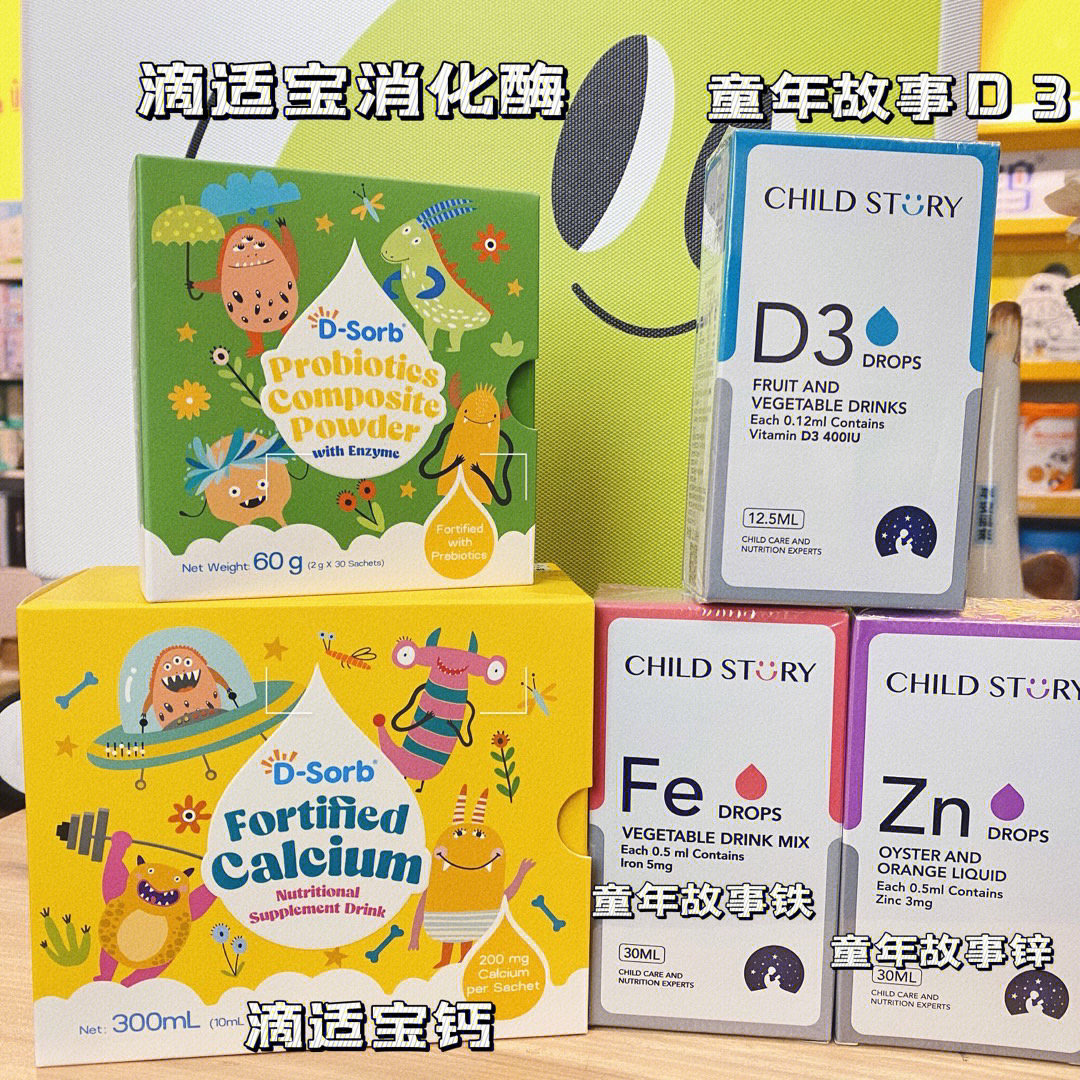 滴适宝消化酶
童年故事D3
D-Sorb®
Probiotics
Composite
Powder
with Enzyme
Fortified
with
Prebiotics
Net Weight: 60 g (2 g X 30 Sachets)
CHILD STORY
D3 DROPS
FRUIT AND
VEGETABLE DRINKS
Each 0.12ml Contains
Vitamin D3 400IU
12.5ML
CHILD CARE AND
NUTRITION EXPERTS
D-Sorb®
Fortified
Calcium
Nutritional
Supplement Drink
200 mg
Calcium
per Sachet
Net: 300mL (10mL
滴适宝钙
CHILD STORY
Fe DROPS
VEGETABLE DRINK MIX
Each 0.5 ml Contains
Iron 5mg
童年故事铁
30ML
CHILD CARE AND
NUTRITION EXPERTS
CHILD STORY
Zn DROPS
OYSTER AND
ORANGE LIQUID
Each 0.5ml Contains
Zinc 3mg
童年故事锌
30ML
CHILD CARE AND
NUTRITION EXPERTS